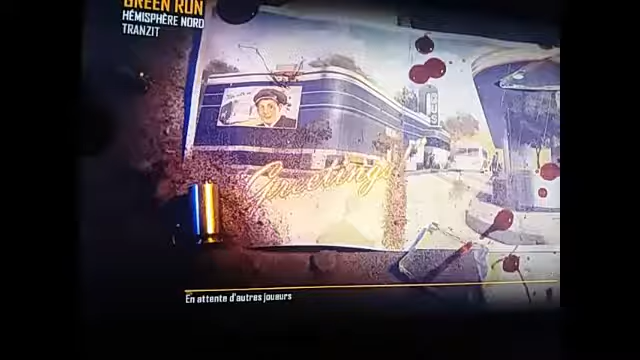 GREEN RUN
HÉMISPHÈRE NORD
TRANZIT
Greetings
En attente d'autres joueurs